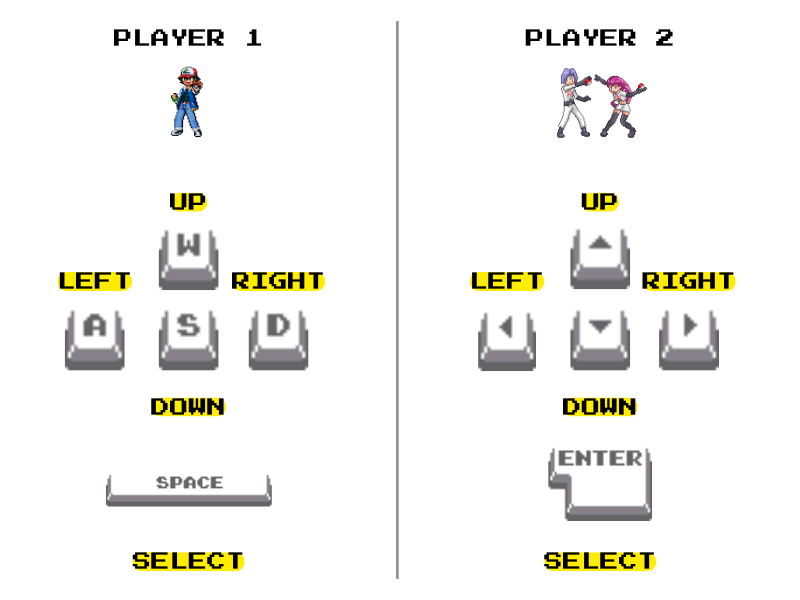 PLAYER 1
UP
W
LEFT
RIGHT
A
S
D
DOWN
SPACE
SELECT
PLAYER 2
UP
LEFT
RIGHT
DOWN
ENTER
SELECT